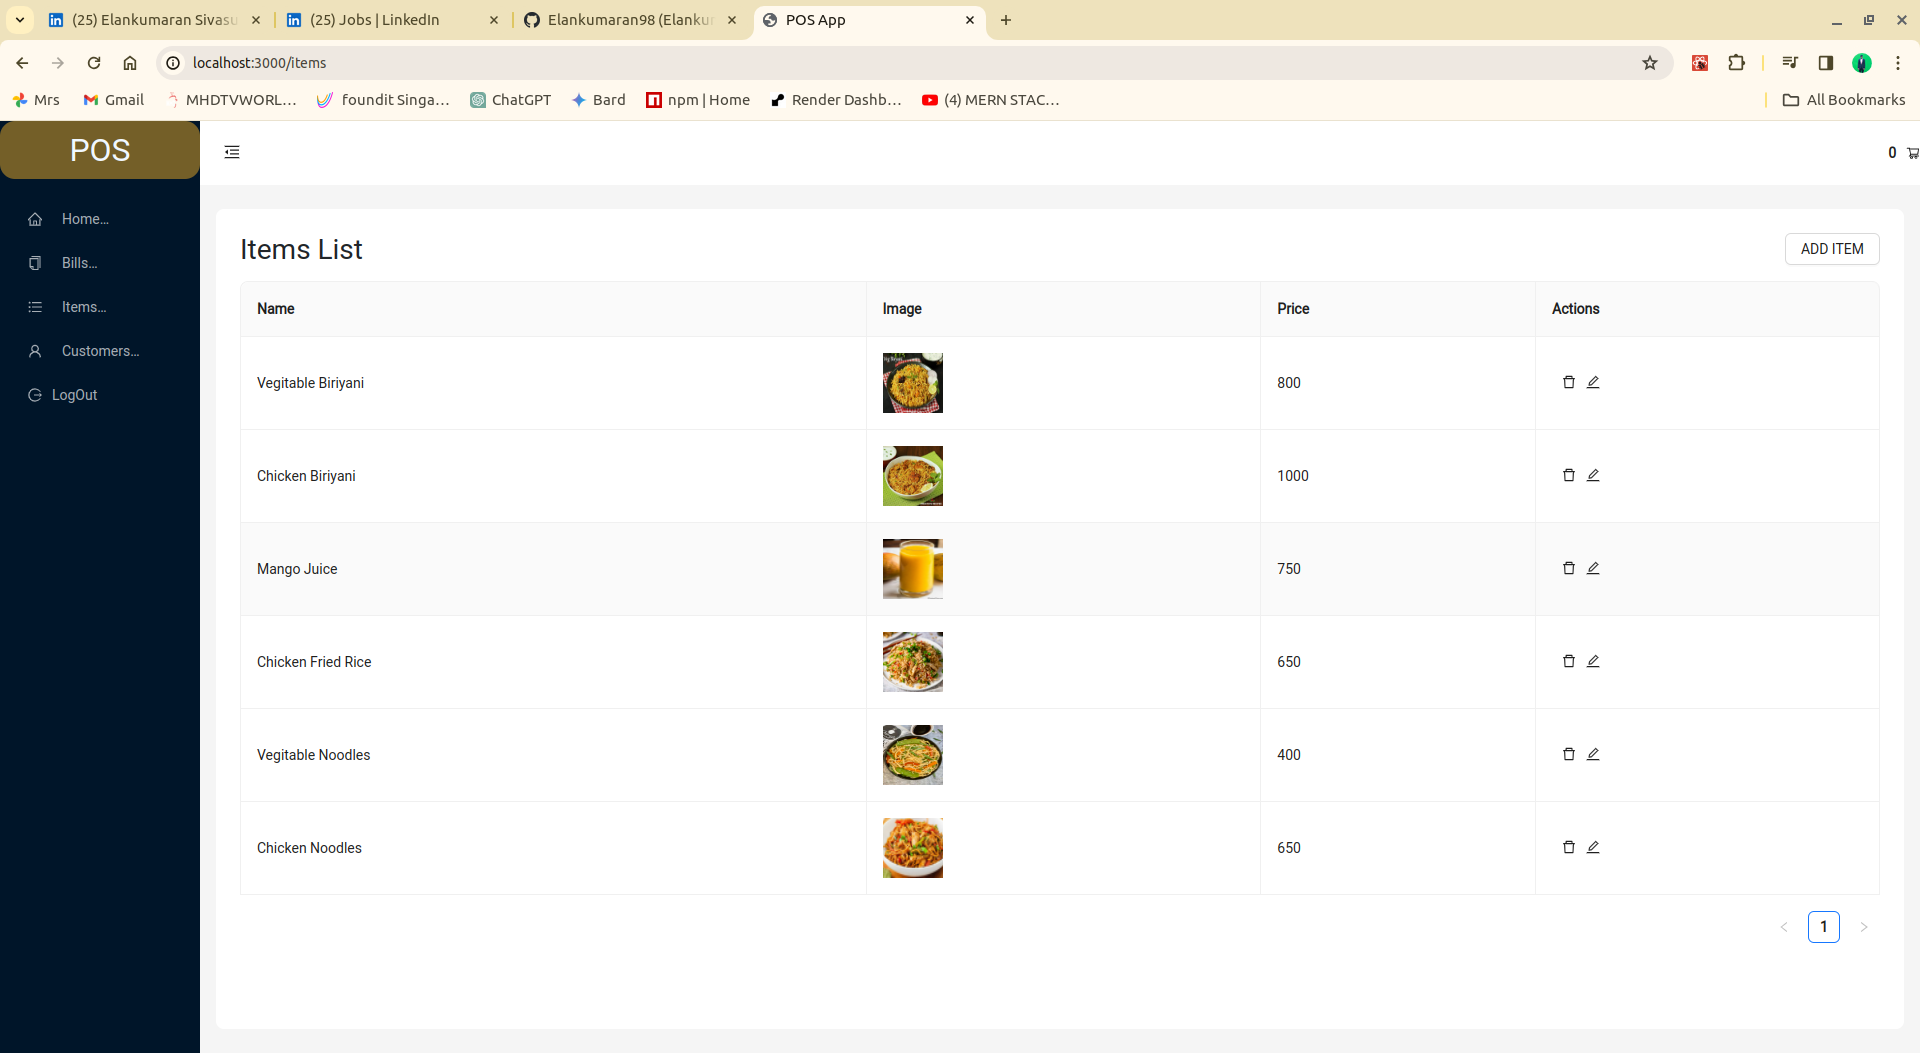 (25) Elankumaran Sivasu
(25) Jobs | LinkedIn
Elankumaran98 (Elankun
POS App
localhost:3000/items
Mrs
Gmail
MHDTVWORL...
foundit Singa...
ChatGPT
Bard
npm | Home
Render Dashb...
(4) MERN STAC...
All Bookmarks
POS
0
Home...
Bills...
Items...
Customers...
LogOut
Items List
ADD ITEM
Name Image Price Actions
Vegitable Biriyani 800
Chicken Biriyani 1000
Mango Juice 750
Chicken Fried Rice 650
Vegitable Noodles 400
Chicken Noodles 650
< 1 >